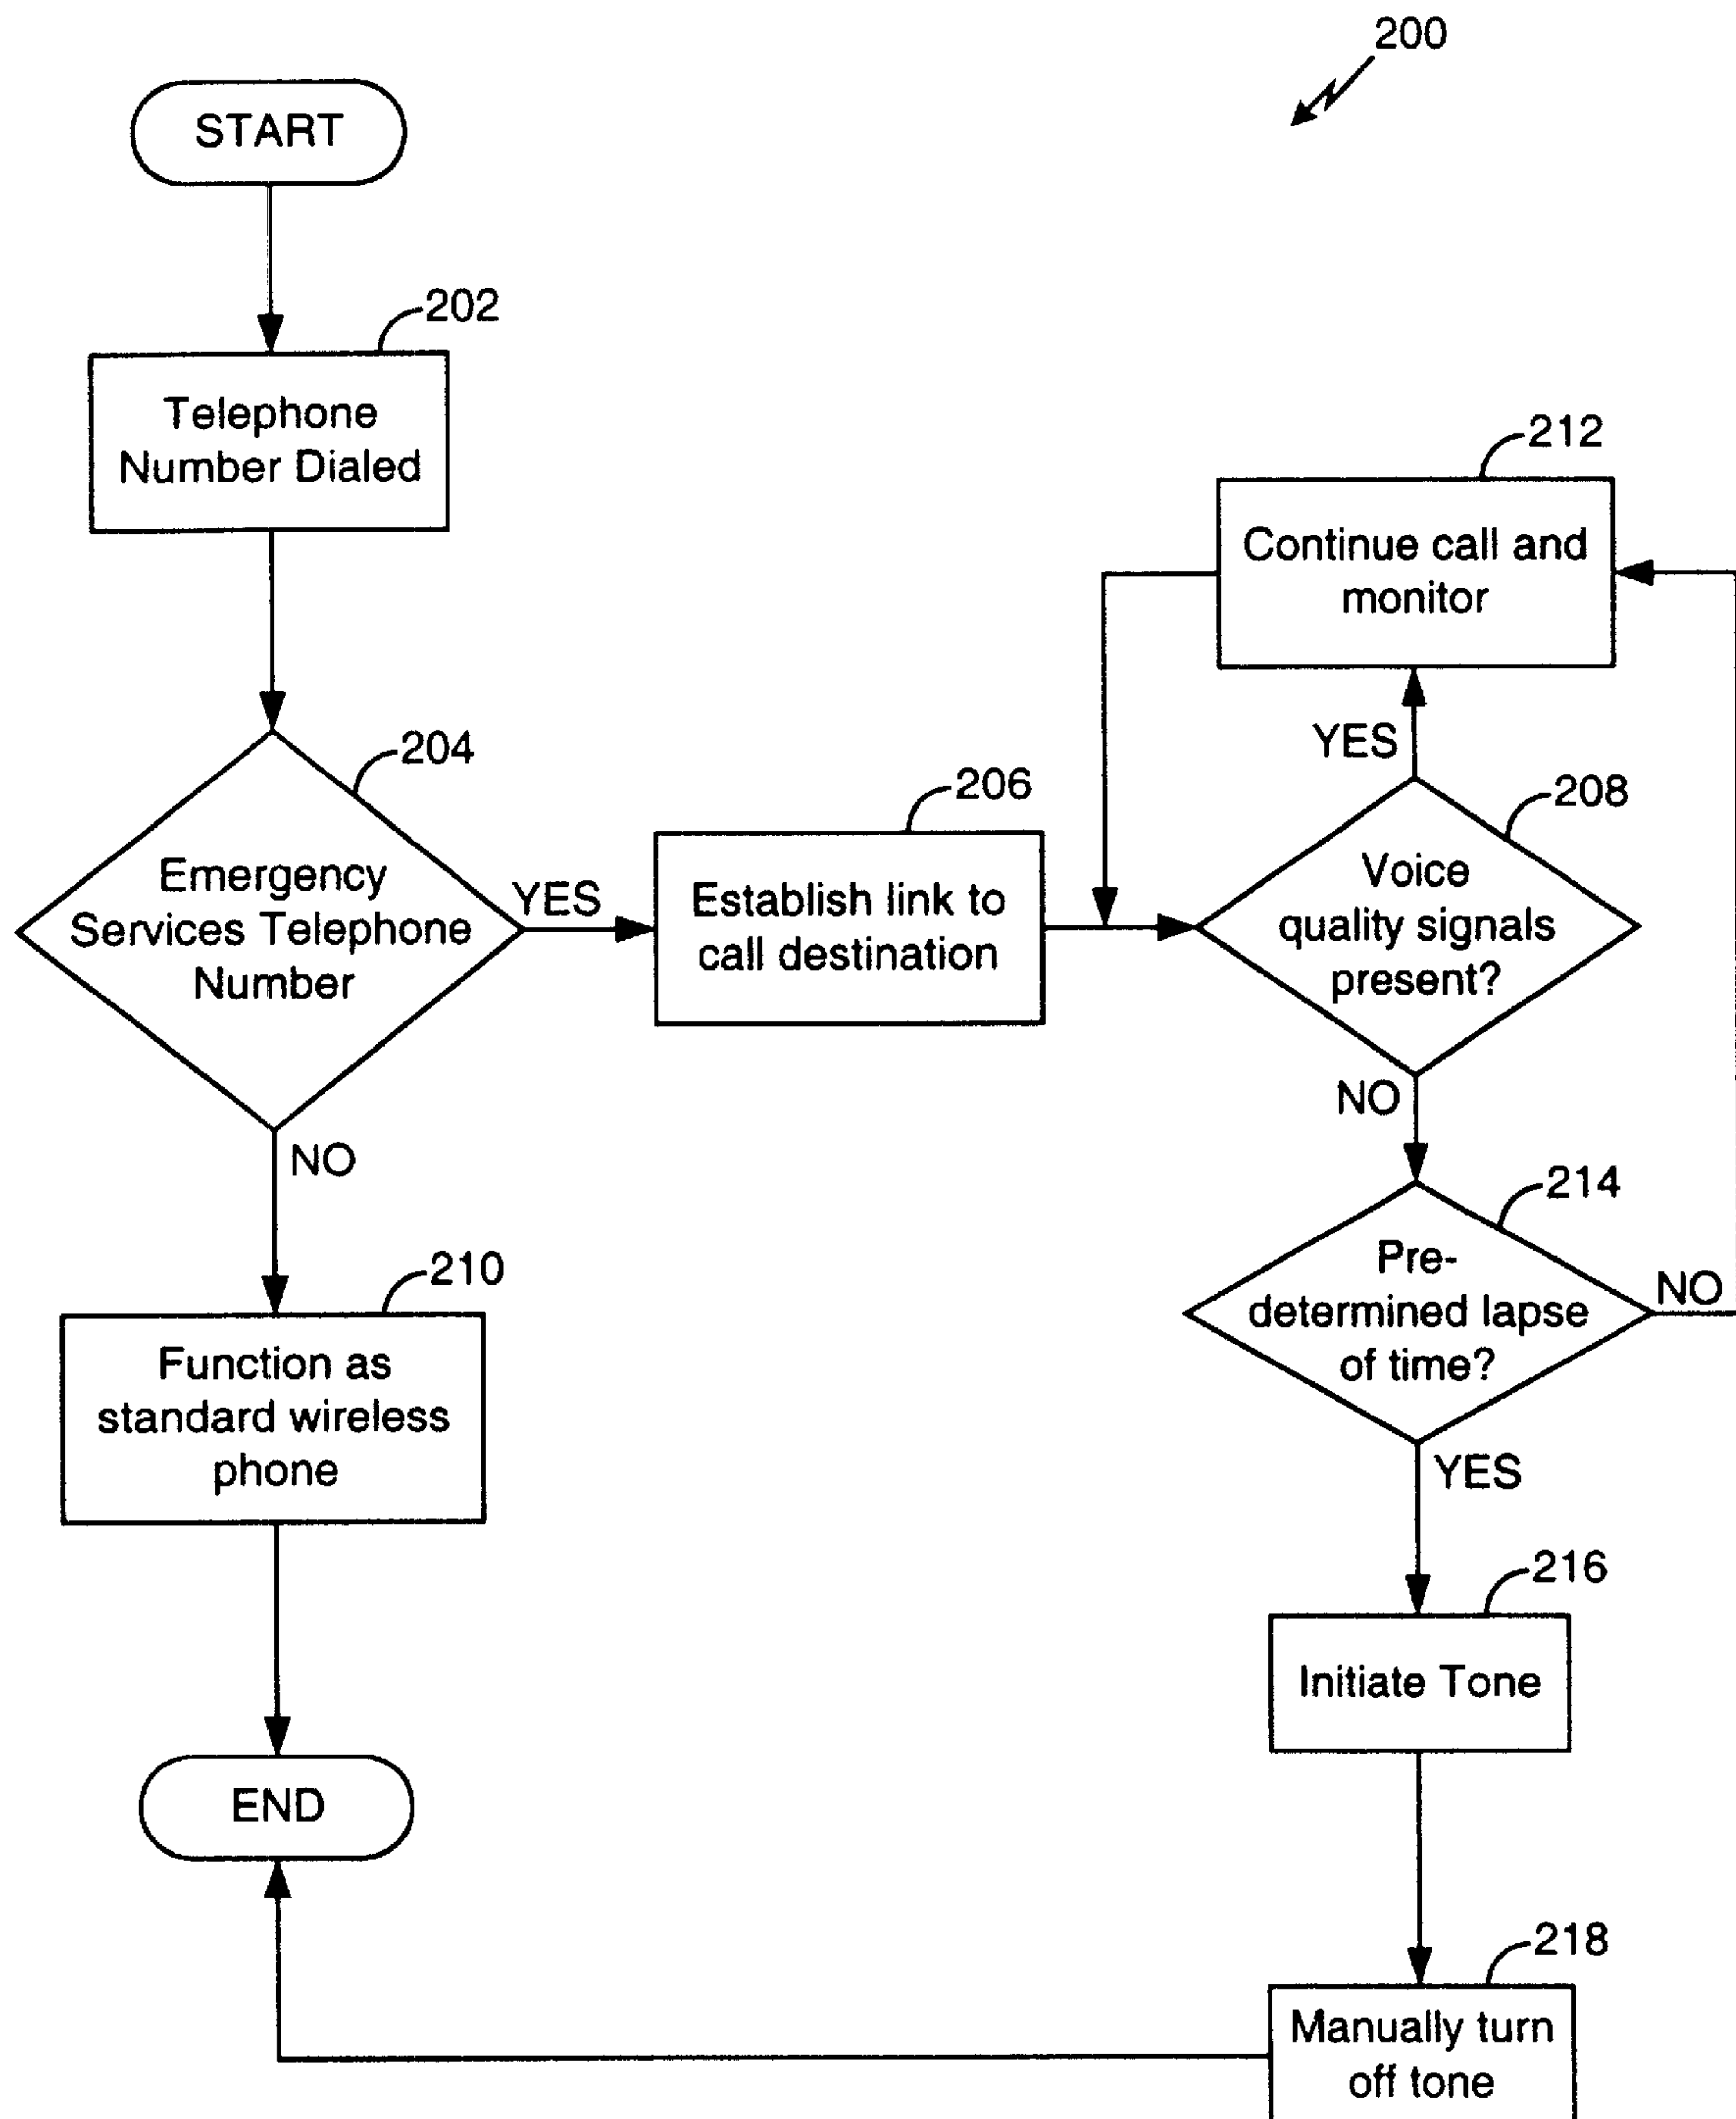 200
START
202
Telephone
Number Dialed
204
Emergency
Services Telephone
Number
YES
NO
206
Establish link to
call destination
212
Continue call and
monitor
YES
208
Voice
quality signals
present?
NO
214
Pre-
determined lapse
of time?
NO
YES
210
Function as
standard wireless
phone
216
Initiate Tone
END
218
Manually turn
off tone